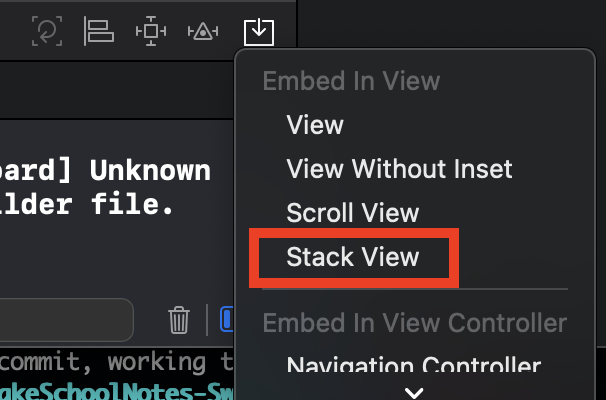 Embed In View
View
oard] Unknown
View Without Inset
ilder file.
Scroll View
Stack View
Embed In View Controller
commit, working t
Navigation Controller
akeSchoolNotes-Sw